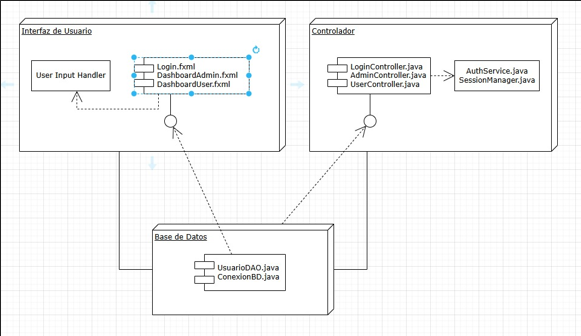 Interfaz de Usuario
User Input Handler
Login.fxml
DashboardAdmin.fxml
DashboardUser.fxml
Controlador
LoginController.java
AdminController.java
UserController.java
AuthService.java
SessionManager.java
Base de Datos
UsuarioDAO.java
ConexionBD.java